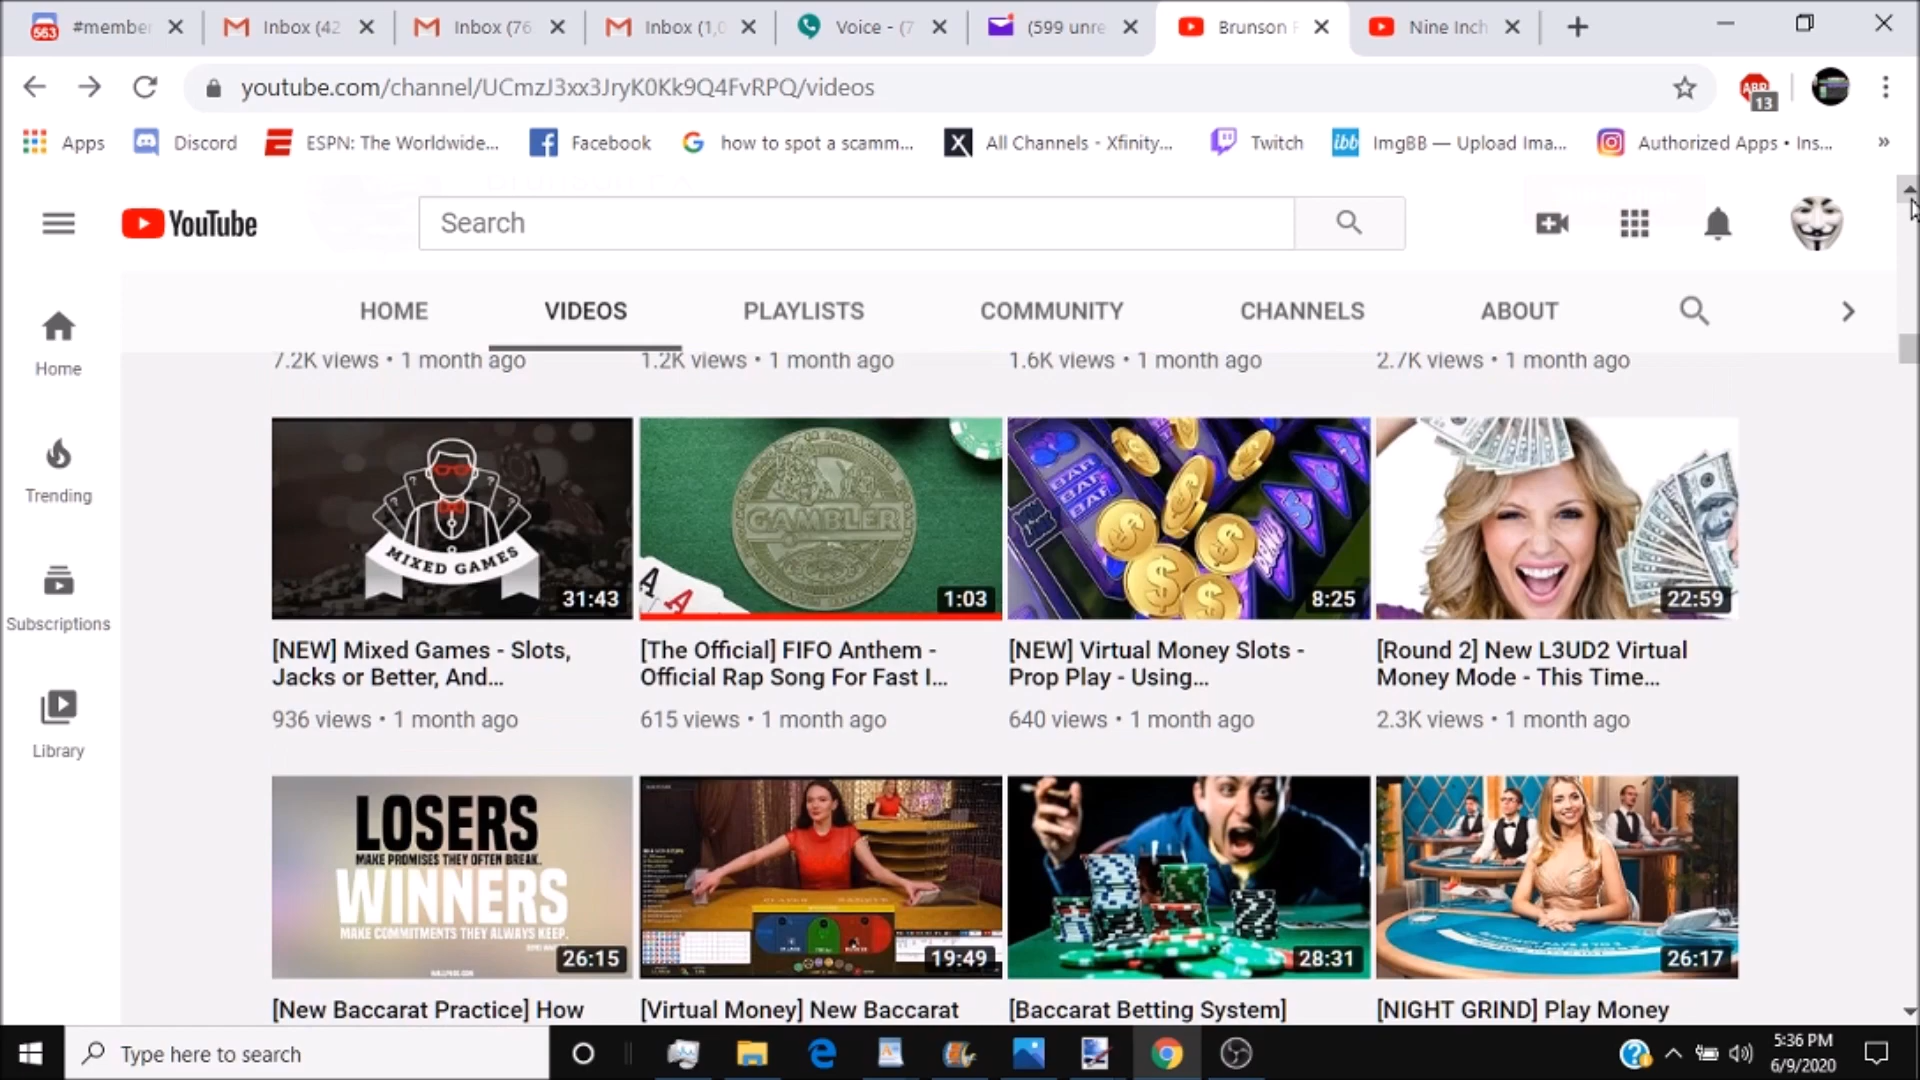 563 #member Inbox (42 Inbox (76 Inbox (1,0 Voice - (7 (599 unre Brunson F Nine Inch
youtube.com/channel/UCmzJ3xx3JryK0Kk9Q4FvRPQ/videos
ABP 13
Apps Discord ESPN: The Worldwide... Facebook how to spot a scamm... All Channels - Xfinity... Twitch ibb ImgBB — Upload Ima... Authorized Apps • Ins... »
YouTube Search
HOME VIDEOS PLAYLISTS COMMUNITY CHANNELS ABOUT
Home
Trending
Subscriptions
Library
7.2K views • 1 month ago 1.2K views • 1 month ago 1.6K views • 1 month ago 2.7K views • 1 month ago
MIXED GAMES
31:43
GAMBLER
1:03
BAR
BAR
BAR
8:25
22:59
[NEW] Mixed Games - Slots,
Jacks or Better, And...
936 views • 1 month ago
[The Official] FIFO Anthem -
Official Rap Song For Fast I...
615 views • 1 month ago
[NEW] Virtual Money Slots -
Prop Play - Using...
640 views • 1 month ago
[Round 2] New L3UD2 Virtual
Money Mode - This Time...
2.3K views • 1 month ago
LOSERS
MAKE PROMISES THEY OFTEN BREAK.
WINNERS
MAKE COMMITMENTS THEY ALWAYS KEEP.
26:15
19:49
28:31
26:17
[New Baccarat Practice] How
[Virtual Money] New Baccarat
[Baccarat Betting System]
[NIGHT GRIND] Play Money
Type here to search
5:36 PM
6/9/2020